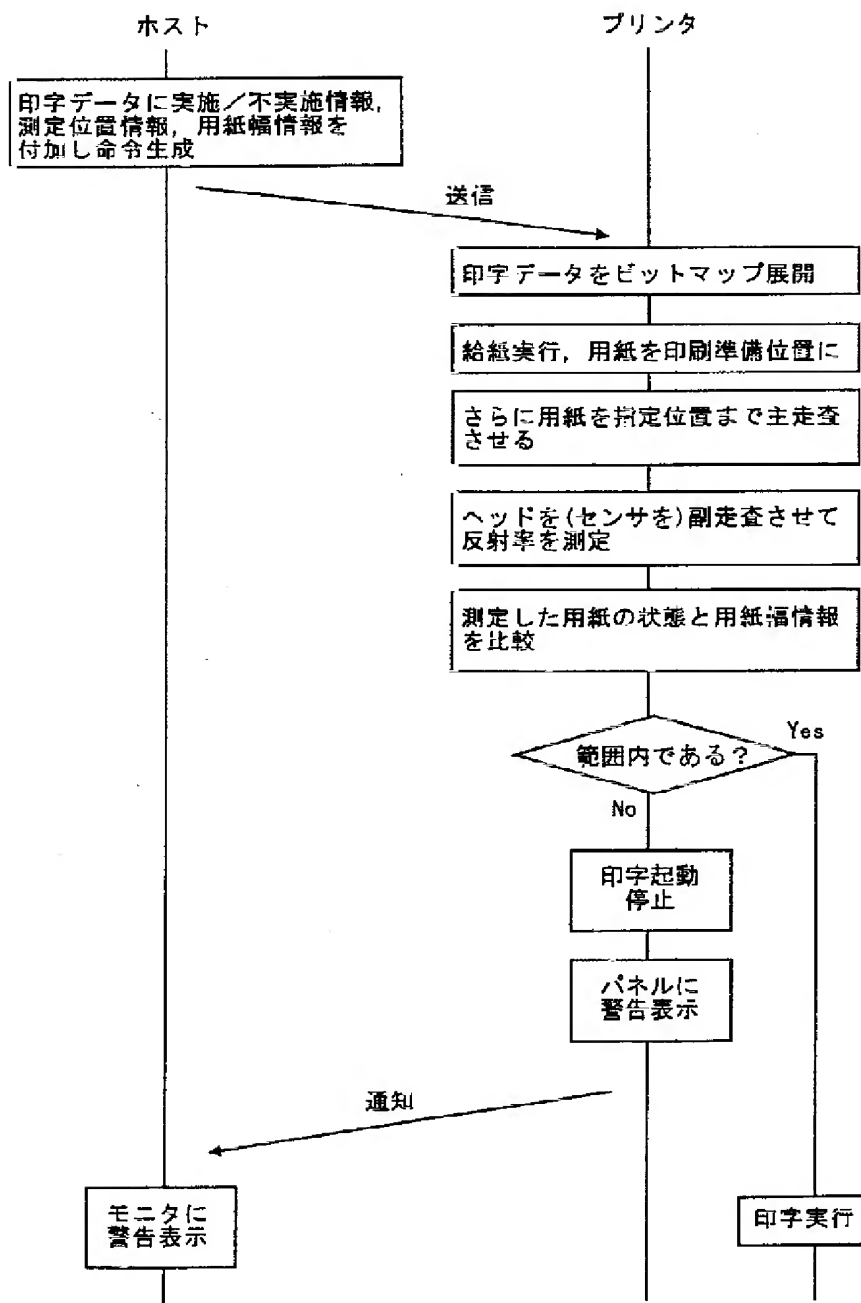 ホスト
プリンタ
印字データに実施／不実施情報，
測定位置情報，用紙幅情報を
付加し命令生成
送信
印字データをビットマップ展開
給紙実行，用紙を印刷準備位置に
さらに用紙を指定位置まで主走査
させる
ヘッドを(センサを)副走査させて
反射率を測定
測定した用紙の状態と用紙幅情報
を比較
範囲内である？
Yes
No
印字起動
停止
パネルに
警告表示
通知
モニタに
警告表示
印字実行